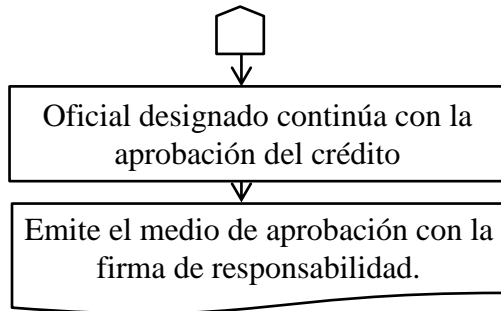 Oficial designado continúa con la
aprobación del crédito
Emite el medio de aprobación con la
firma de responsabilidad.